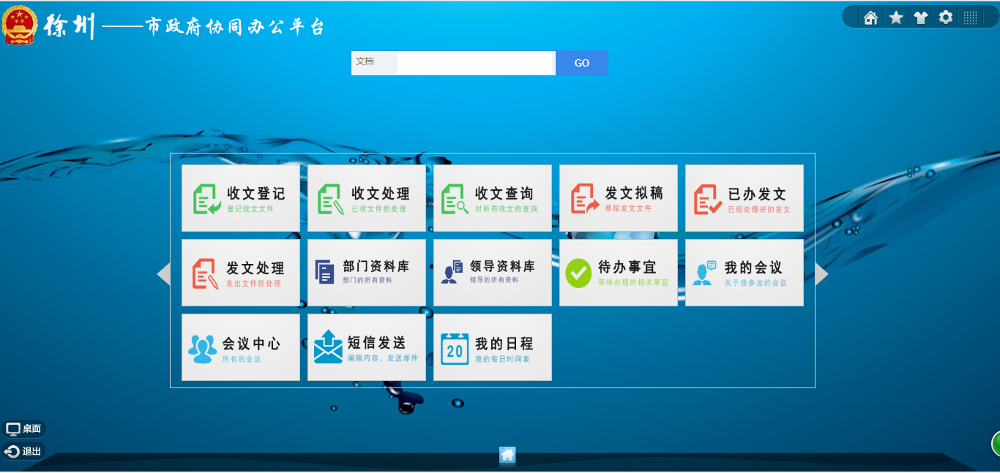 徐州——市政府协同办公平台
文档
GO
收文登记
登记收文文件
收文处理
已收文件的处理
收文查询
对所有收文的查询
发文拟稿
草拟发文文件
已办发文
已经处理好的发文
发文处理
发出文件的处理
部门资料库
部门的所有资料
领导资料库
领导的所有资料
待办事宜
等待办理的相关事宜
我的会议
关于我参加的会议
会议中心
所有的会议
短信发送
编辑内容，发送邮件
20
我的日程
我的每日时间表
桌面
退出